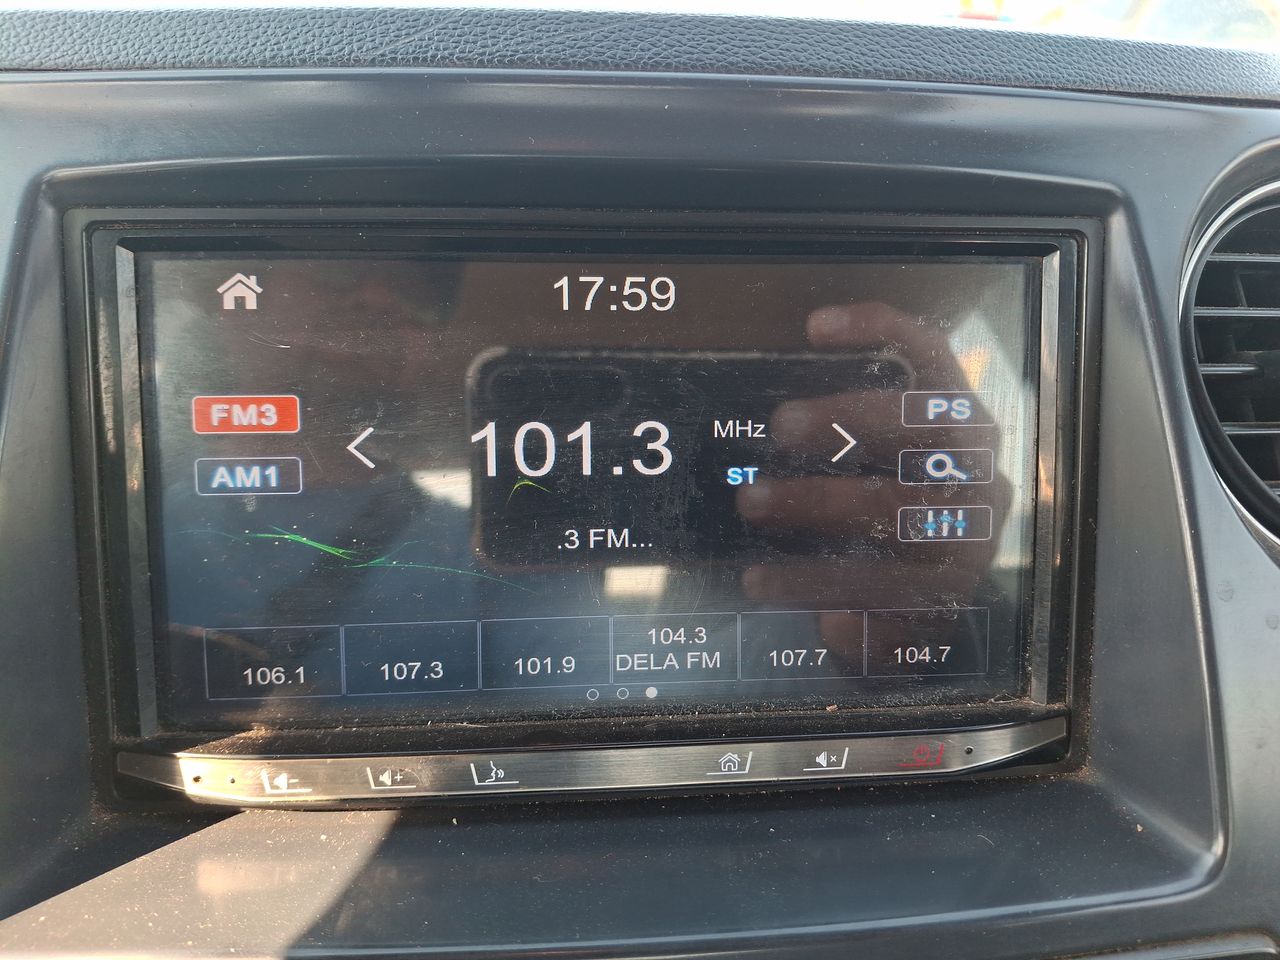 17:59
FM3
AM1
101.3
MHz
ST
PS
.3 FM...
106.1
107.3
101.9
104.3
DELA FM
107.7
104.7